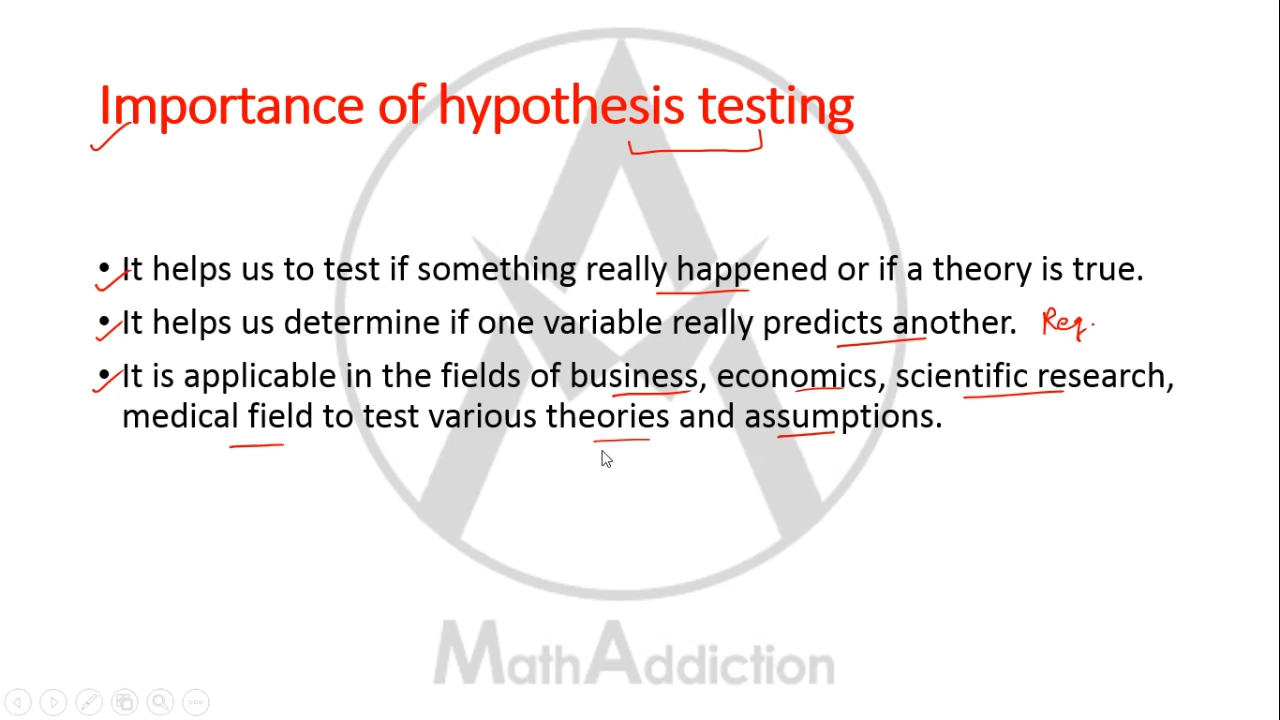 Importance of hypothesis testing
• It helps us to test if something really happened or if a theory is true.
• It helps us determine if one variable really predicts another. Reg.
• It is applicable in the fields of business, economics, scientific research,
medical field to test various theories and assumptions.
MathAddiction